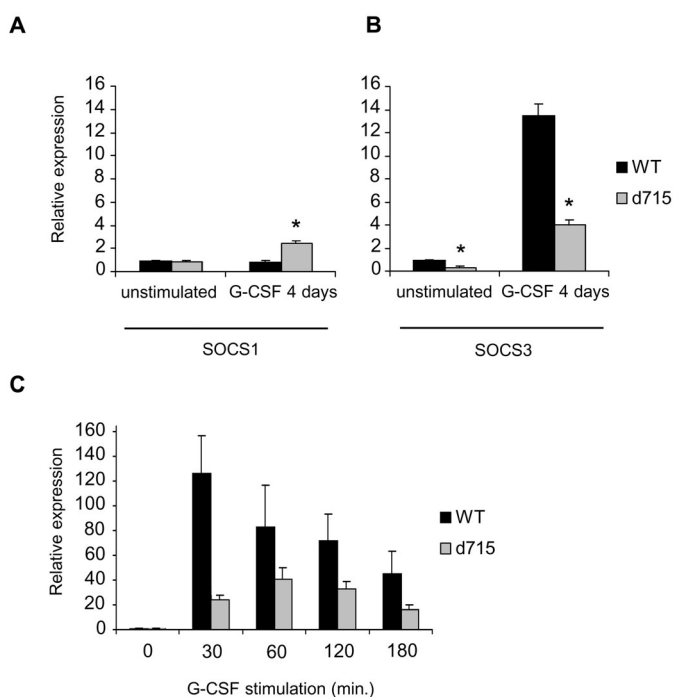 A
B
Relative expression
16
14
12
10
8
6
4
2
0
*
unstimulated G-CSF 4 days
SOCS1
16
14
12
10
8
6
4
2
0
*
*
unstimulated G-CSF 4 days
SOCS3
WT
d715
C
Relative expression
160
140
120
100
80
60
40
20
0
0 30 60 120 180
G-CSF stimulation (min.)
WT
d715